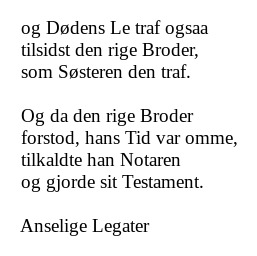 og Dødens Le traf ogsaa
tilsidst den rige Broder,
som Søsteren den traf.
Og da den rige Broder
forstod, hans Tid var omme,
tilkaldte han Notaren
og gjorde sit Testament.
Anselige Legater